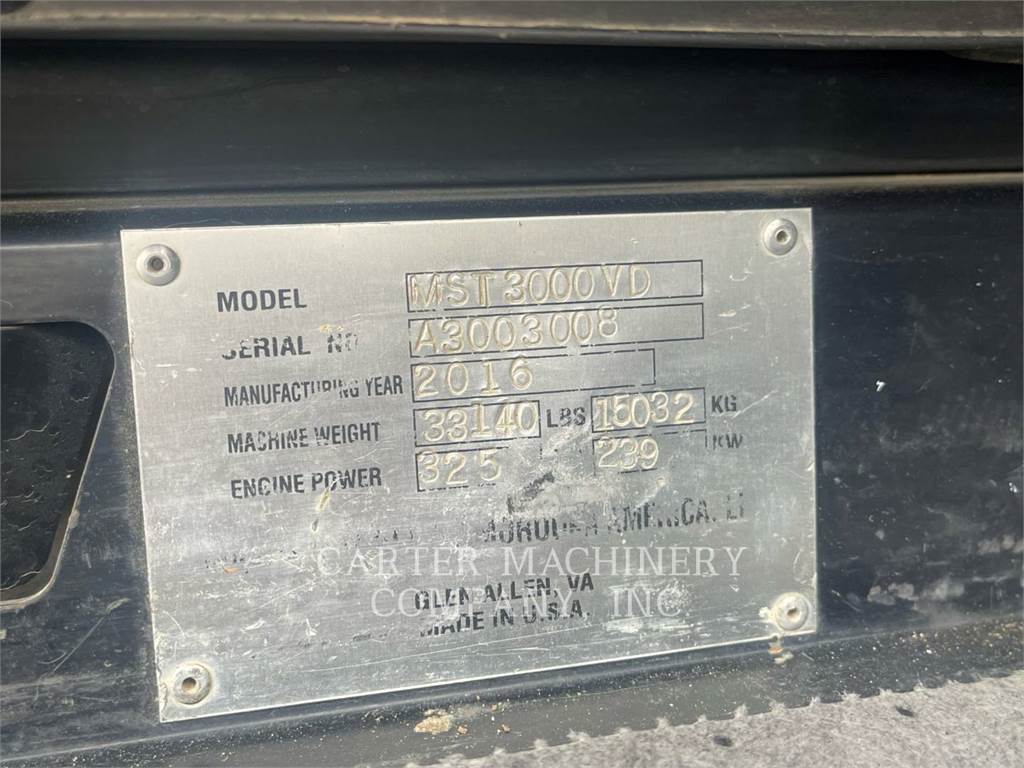 MODEL MST3000VD
SERIAL NO A3003008
MANUFACTURING YEAR 2016
MACHINE WEIGHT 33140 LBS 15032 KG
ENGINE POWER 325 239 KW
AMERICA,
CARTER MACHINERY
GLEN ALLEN, VA
COMPANY, INC
MADE IN U.S.A.